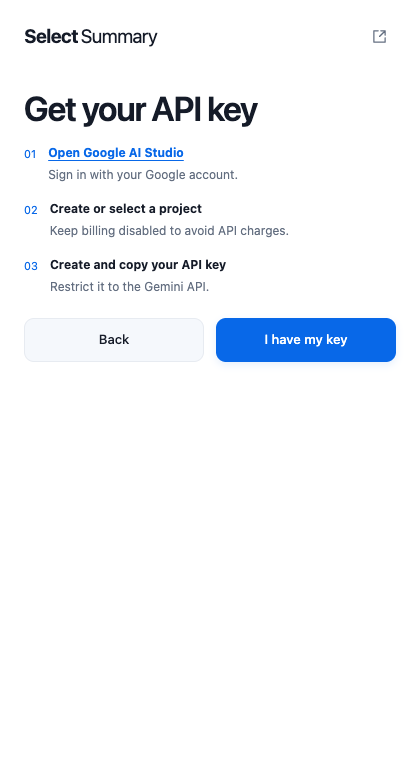 Select Summary
Get your API key
01 Open Google AI Studio
Sign in with your Google account.
02 Create or select a project
Keep billing disabled to avoid API charges.
03 Create and copy your API key
Restrict it to the Gemini API.
Back I have my key